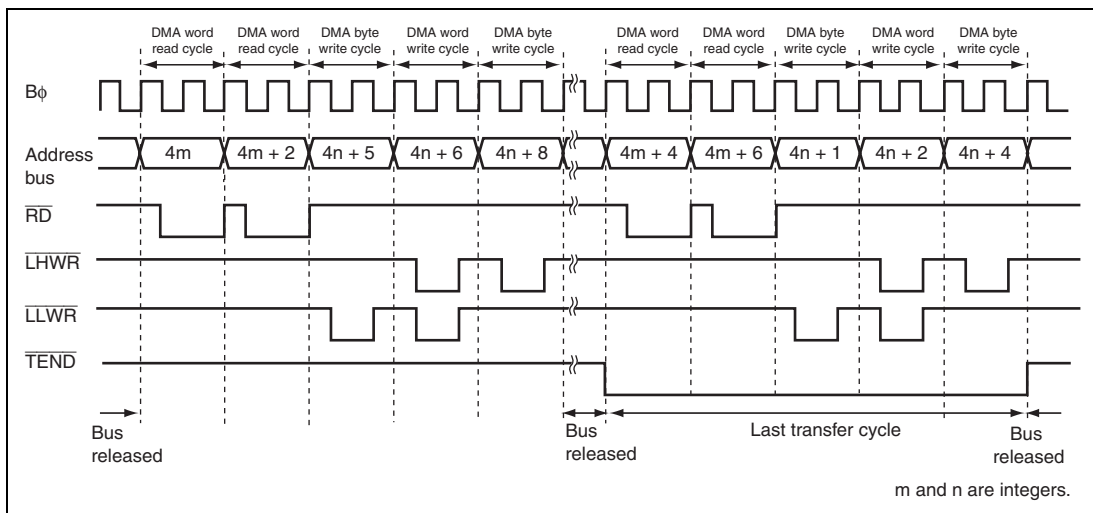 DMA word read cycle
DMA word read cycle
DMA byte write cycle
DMA word write cycle
DMA byte write cycle
DMA word read cycle
DMA word read cycle
DMA byte write cycle
DMA word write cycle
DMA byte write cycle
Bφ
Address bus
4m
4m + 2
4n + 5
4n + 6
4n + 8
4m + 4
4m + 6
4n + 1
4n + 2
4n + 4
RD
LHWR
LLWR
TEND
Bus released
Bus released
Last transfer cycle
Bus released
m and n are integers.